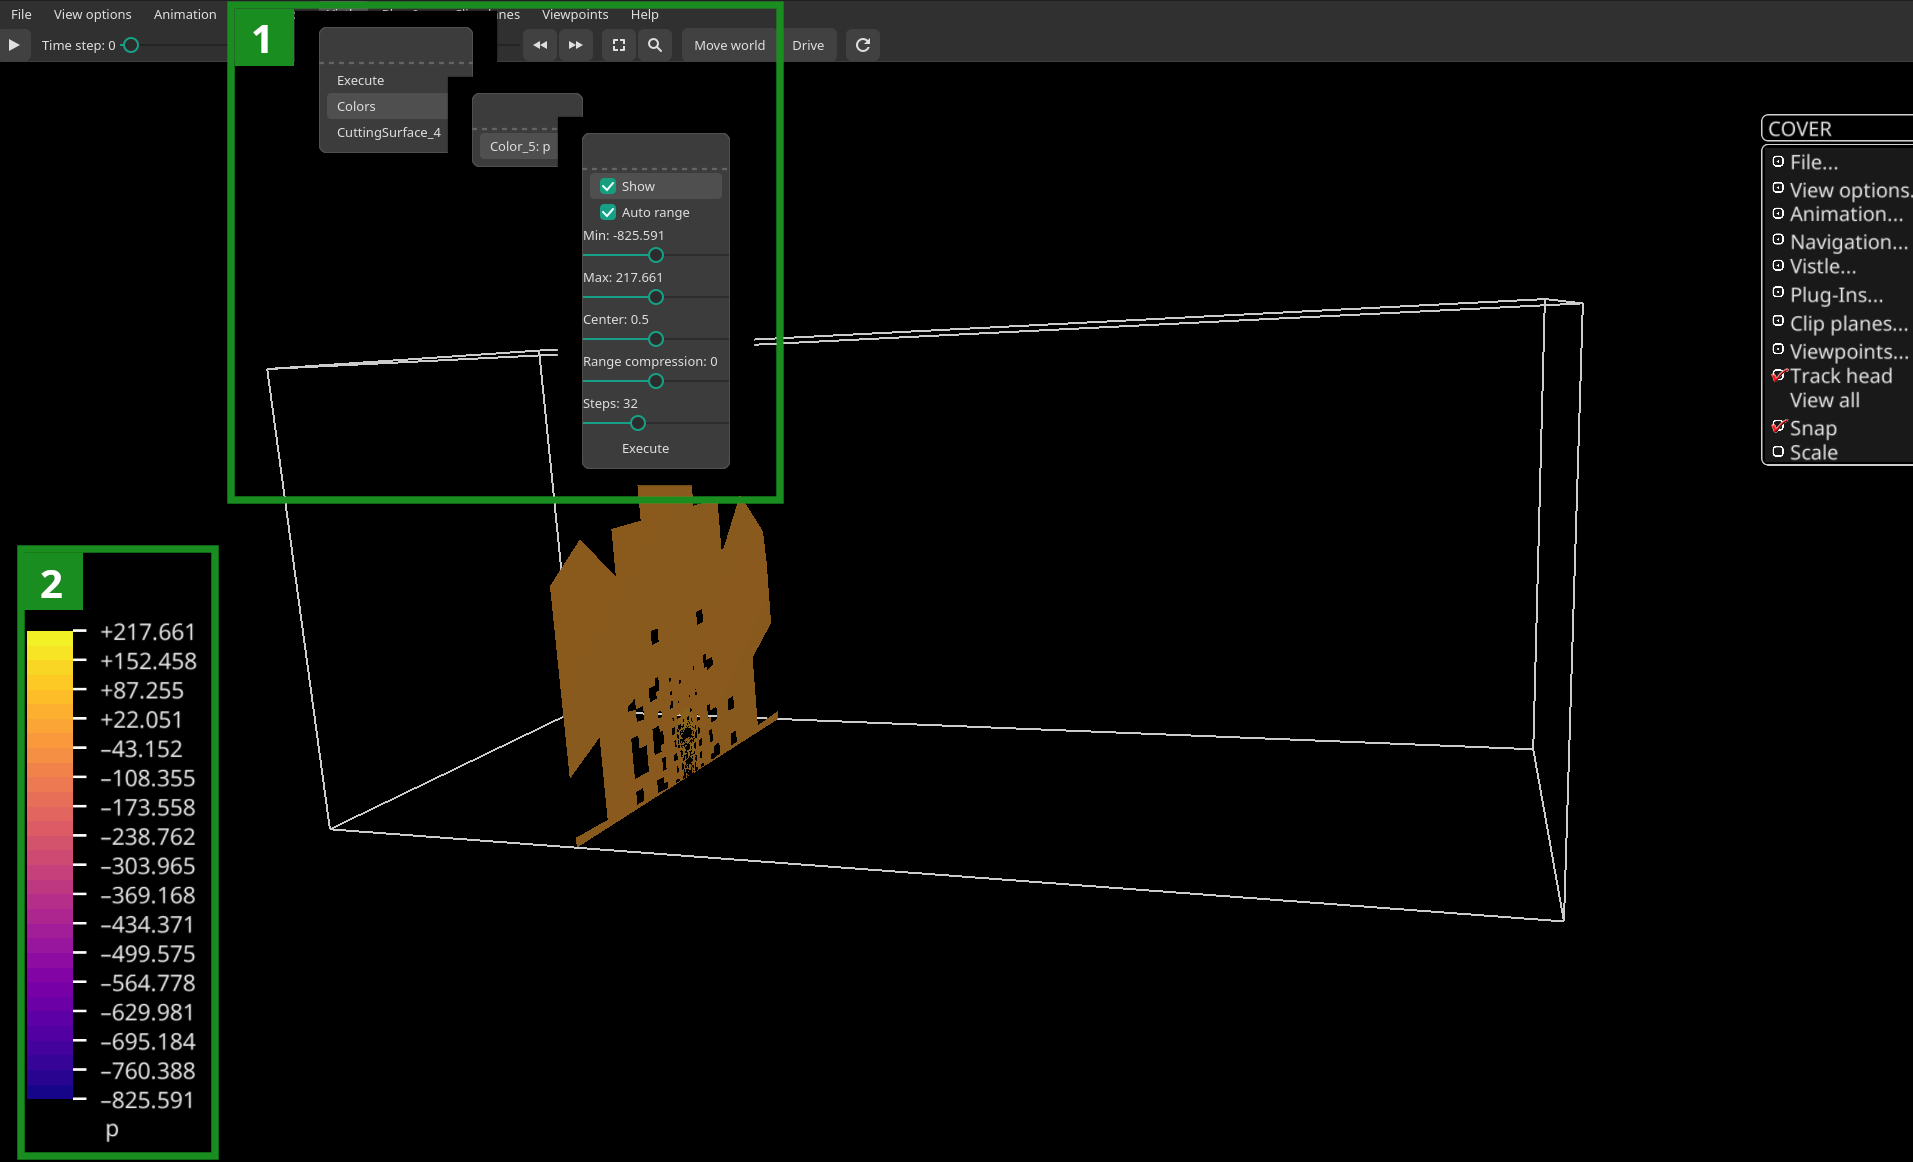 File View options Animation Viewpoints Help
Time step: 0 Move world Drive
1
Execute
Colors
CuttingSurface_4
Color_5: p
Show
Auto range
Min: -825.591
Max: 217.661
Center: 0.5
Range compression: 0
Steps: 32
Execute
COVER
File...
View options.
Animation...
Navigation...
Vistle...
Plug-Ins...
Clip planes...
Viewpoints...
Track head
View all
Snap
Scale
2
+217.661
+152.458
+87.255
+22.051
−43.152
−108.355
−173.558
−238.762
−303.965
−369.168
−434.371
−499.575
−564.778
−629.981
−695.184
−760.388
−825.591
p